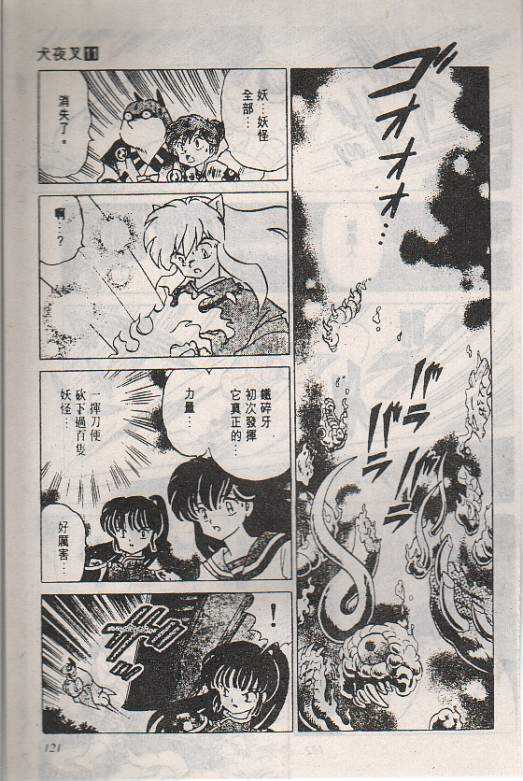 犬夜叉11
ゴオオオオ…
バラバラ
妖…妖怪
全部…
消失了。
啊…？
鐵碎牙
初次發揮
它真正的…
力量…
一揮刀便
砍下過百隻
妖怪…
好厲害…
！
121